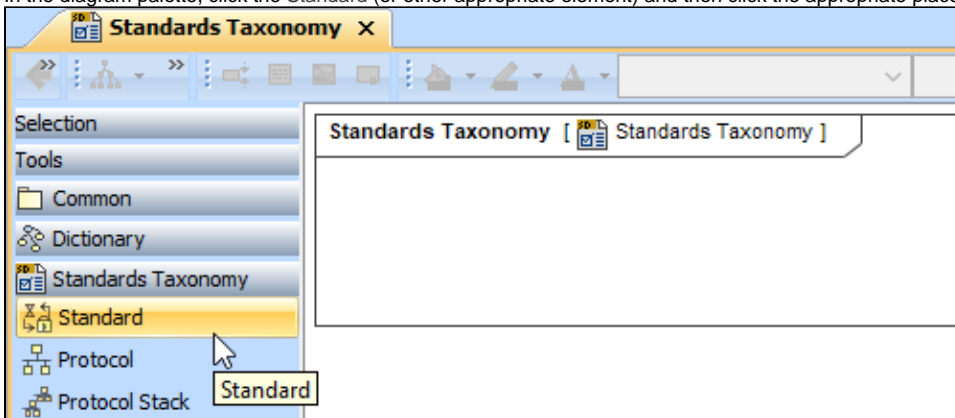 In the diagram palette, click the Standard (or other appropriate element) and then click the appropriate place
Standards Taxonomy X
Selection
Standards Taxonomy [ Standards Taxonomy ]
Tools
Common
Dictionary
Standards Taxonomy
Standard
Protocol
Standard
Protocol Stack